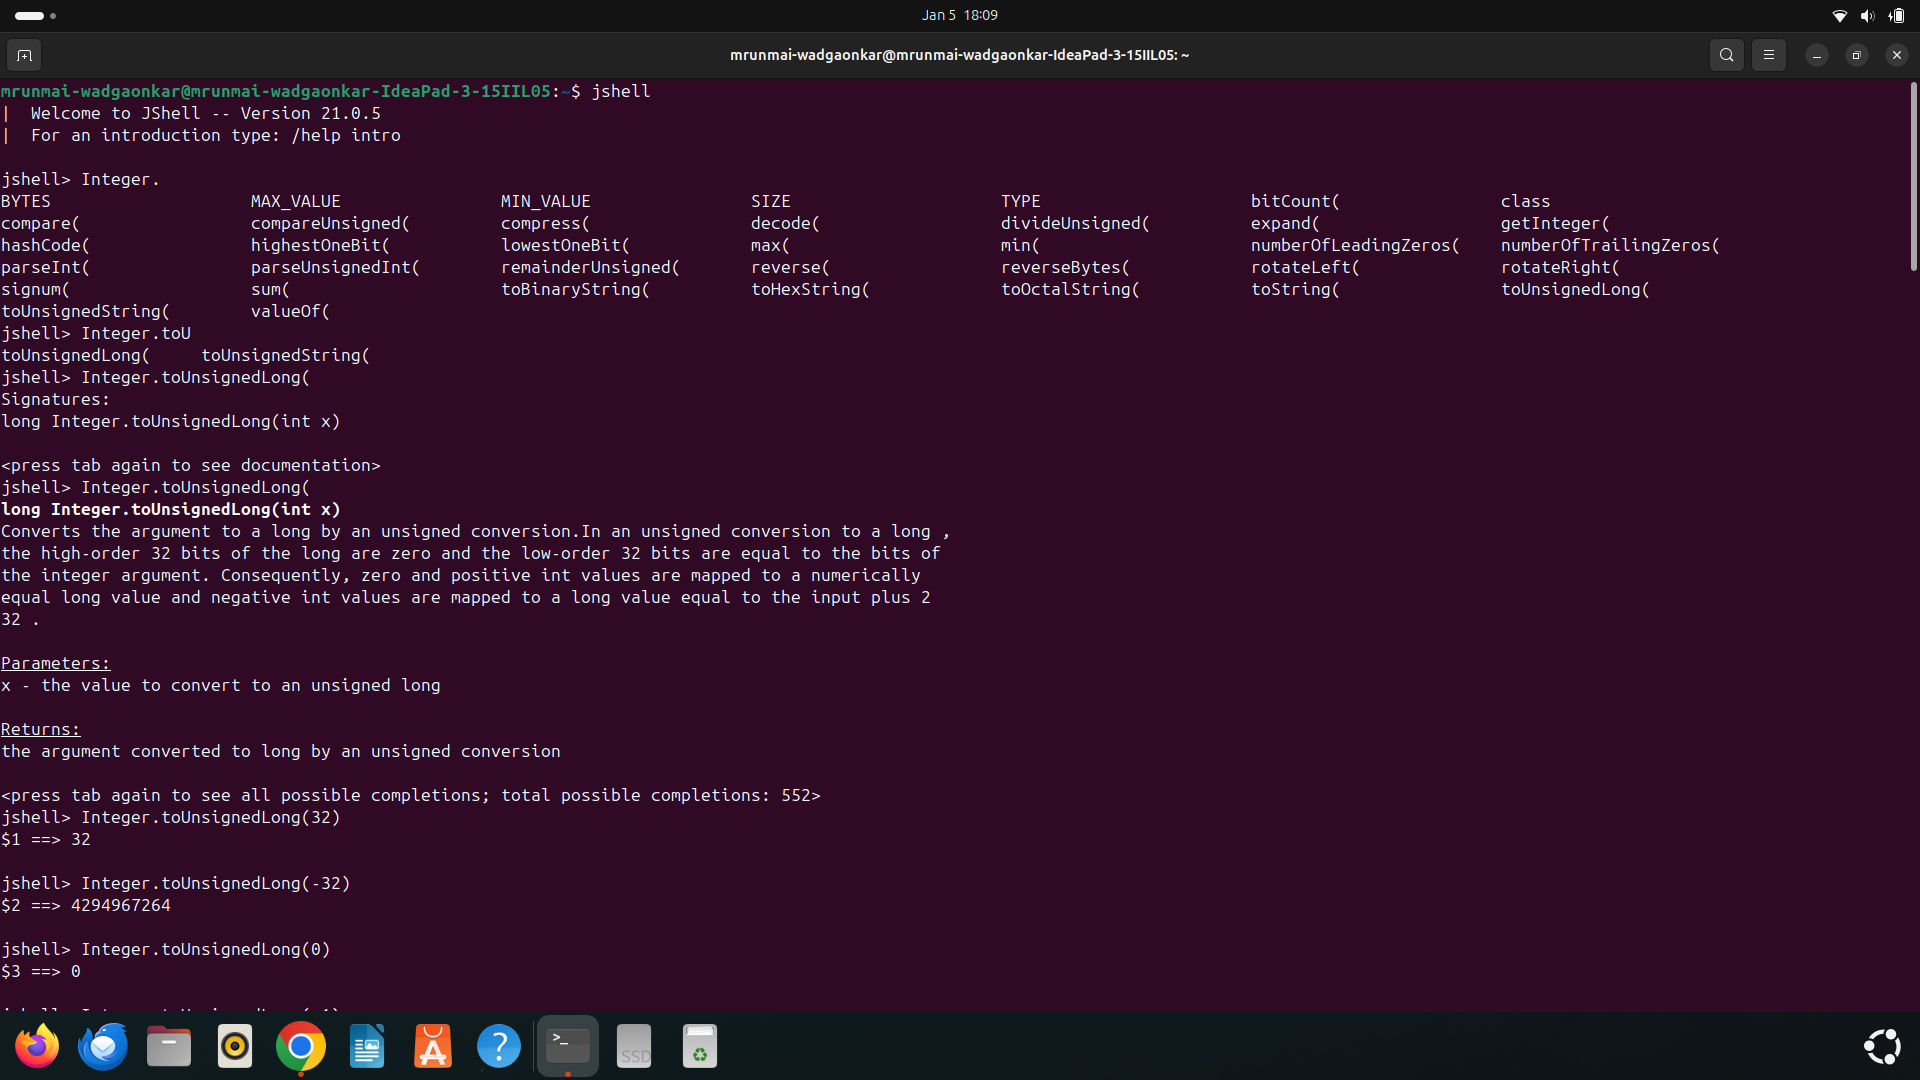 Jan 5 18:09
mrunmai-wadgaonkar@mrunmai-wadgaonkar-IdeaPad-3-15IIL05: ~
mrunmai-wadgaonkar@mrunmai-wadgaonkar-IdeaPad-3-15IIL05:~$ jshell
| Welcome to JShell -- Version 21.0.5
| For an introduction type: /help intro
jshell> Integer.
BYTES MAX_VALUE MIN_VALUE SIZE TYPE bitCount( class
compare( compareUnsigned( compress( decode( divideUnsigned( expand( getInteger(
hashCode( highestOneBit( lowestOneBit( max( min( numberOfLeadingZeros( numberOfTrailingZeros(
parseInt( parseUnsignedInt( remainderUnsigned( reverse( reverseBytes( rotateLeft( rotateRight(
signum( sum( toBinaryString( toHexString( toOctalString( toString( toUnsignedLong(
toUnsignedString( valueOf(
jshell> Integer.toU
toUnsignedLong( toUnsignedString(
jshell> Integer.toUnsignedLong(
Signatures:
long Integer.toUnsignedLong(int x)
<press tab again to see documentation>
jshell> Integer.toUnsignedLong(
long Integer.toUnsignedLong(int x)
Converts the argument to a long by an unsigned conversion.In an unsigned conversion to a long ,
the high-order 32 bits of the long are zero and the low-order 32 bits are equal to the bits of
the integer argument. Consequently, zero and positive int values are mapped to a numerically
equal long value and negative int values are mapped to a long value equal to the input plus 2
32 .
Parameters:
x - the value to convert to an unsigned long
Returns:
the argument converted to long by an unsigned conversion
<press tab again to see all possible completions; total possible completions: 552>
jshell> Integer.toUnsignedLong(32)
$1 ==> 32
jshell> Integer.toUnsignedLong(-32)
$2 ==> 4294967264
jshell> Integer.toUnsignedLong(0)
$3 ==> 0
SSD